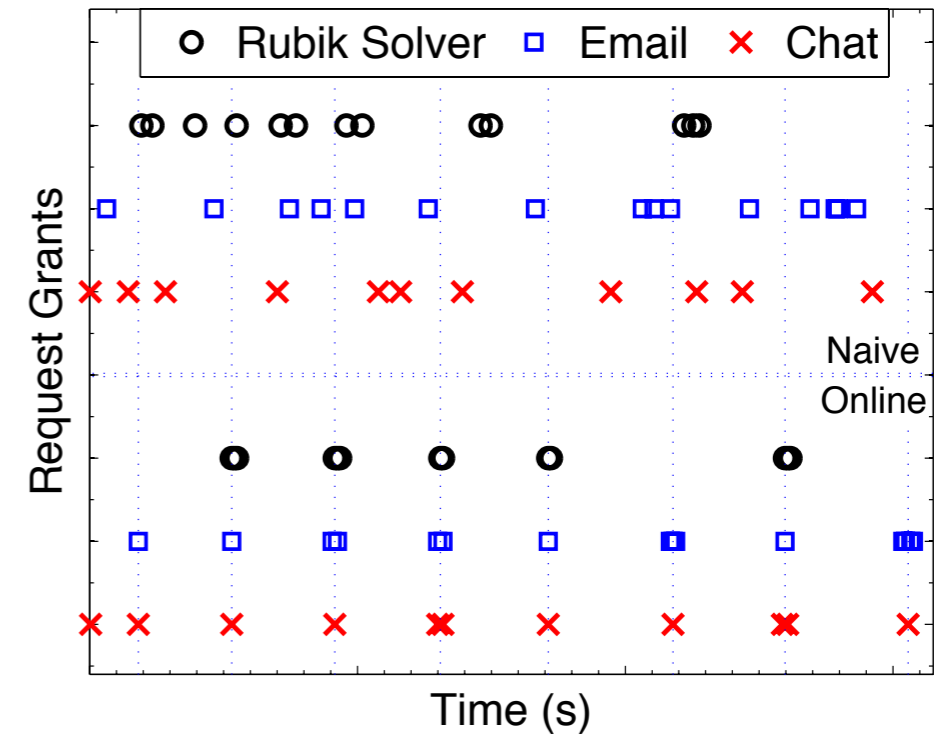 Rubik Solver Email Chat
Request Grants
Naive
Online
Time (s)